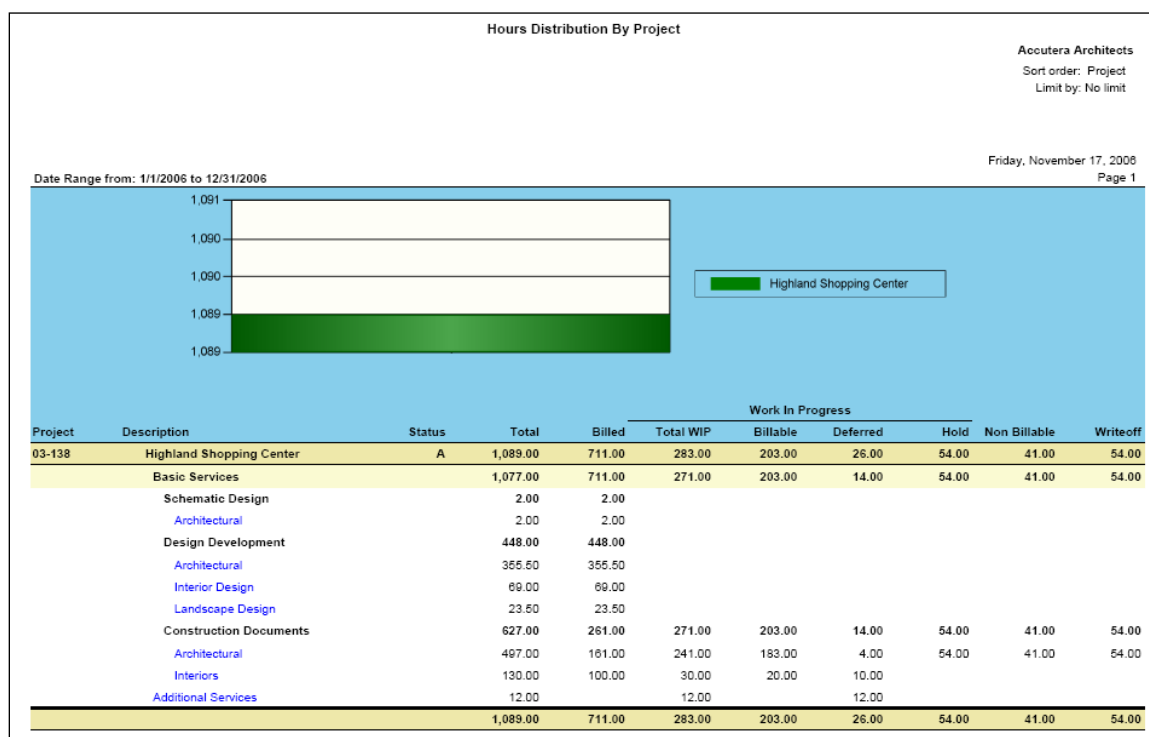 Hours Distribution By Project
Accutera Architects
Sort order: Project
Limit by: No limit
Friday, November 17, 2006
Date Range from: 1/1/2006 to 12/31/2006 Page 1
1,091
1,090
1,090
1,089
1,089
Highland Shopping Center
Work In Progress
Project Description Status Total Billed Total WIP Billable Deferred Hold Non Billable Writeoff
03-138 Highland Shopping Center A 1,089.00 711.00 283.00 203.00 26.00 54.00 41.00 54.00
Basic Services 1,077.00 711.00 271.00 203.00 14.00 54.00 41.00 54.00
Schematic Design 2.00 2.00
Architectural 2.00 2.00
Design Development 448.00 448.00
Architectural 355.50 355.50
Interior Design 69.00 69.00
Landscape Design 23.50 23.50
Construction Documents 627.00 261.00 271.00 203.00 14.00 54.00 41.00 54.00
Architectural 497.00 161.00 241.00 183.00 4.00 54.00 41.00 54.00
Interiors 130.00 100.00 30.00 20.00 10.00
Additional Services 12.00 12.00 12.00
1,089.00 711.00 283.00 203.00 26.00 54.00 41.00 54.00